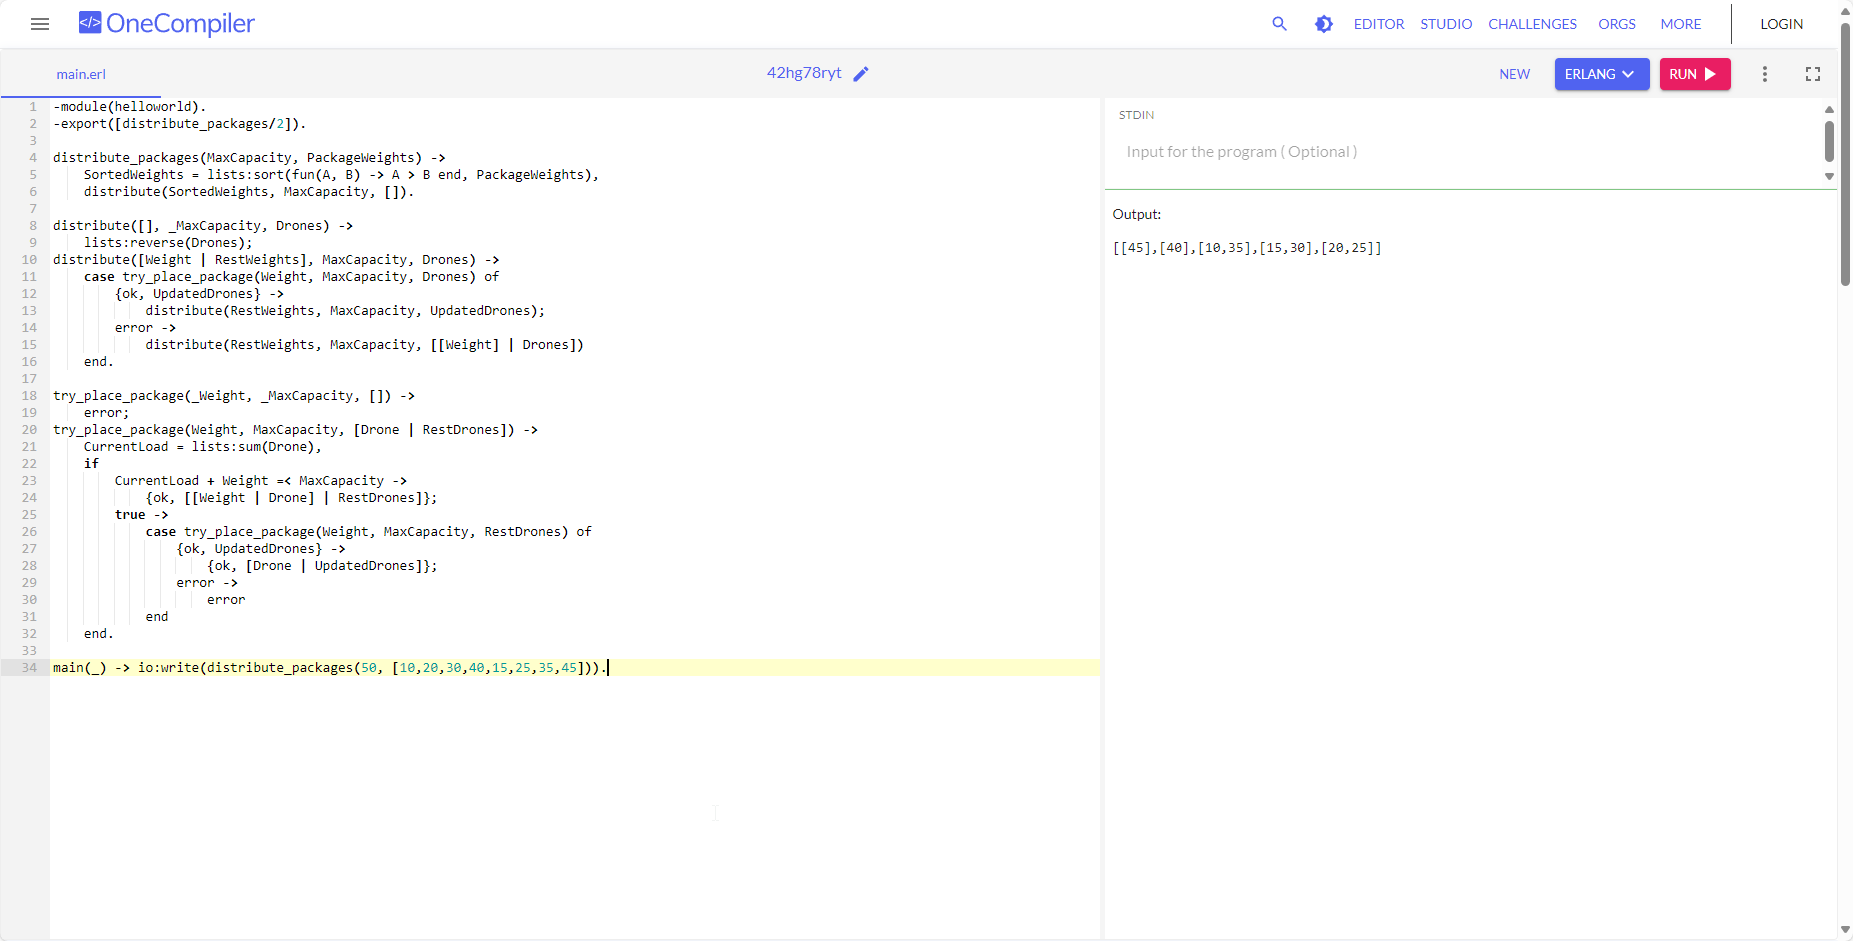 </> OneCompiler
EDITOR STUDIO CHALLENGES ORGS MORE LOGIN
main.erl
42hg78ryt
NEW ERLANG RUN
1 -module(helloworld).
2 -export([distribute_packages/2]).
3
4 distribute_packages(MaxCapacity, PackageWeights) ->
5     SortedWeights = lists:sort(fun(A, B) -> A > B end, PackageWeights),
6     distribute(SortedWeights, MaxCapacity, []).
7
8 distribute([], _MaxCapacity, Drones) ->
9     lists:reverse(Drones);
10 distribute([Weight | RestWeights], MaxCapacity, Drones) ->
11     case try_place_package(Weight, MaxCapacity, Drones) of
12         {ok, UpdatedDrones} ->
13             distribute(RestWeights, MaxCapacity, UpdatedDrones);
14         error ->
15             distribute(RestWeights, MaxCapacity, [[Weight] | Drones])
16     end.
17
18 try_place_package(_Weight, _MaxCapacity, []) ->
19     error;
20 try_place_package(Weight, MaxCapacity, [Drone | RestDrones]) ->
21     CurrentLoad = lists:sum(Drone),
22     if
23         CurrentLoad + Weight =< MaxCapacity ->
24             {ok, [[Weight | Drone] | RestDrones]};
25         true ->
26             case try_place_package(Weight, MaxCapacity, RestDrones) of
27                 {ok, UpdatedDrones} ->
28                     {ok, [Drone | UpdatedDrones]};
29                 error ->
30                     error
31             end
32     end.
33
34 main(_) -> io:write(distribute_packages(50, [10,20,30,40,15,25,35,45])).
STDIN
Input for the program ( Optional )
Output:
[[45],[40],[10,35],[15,30],[20,25]]